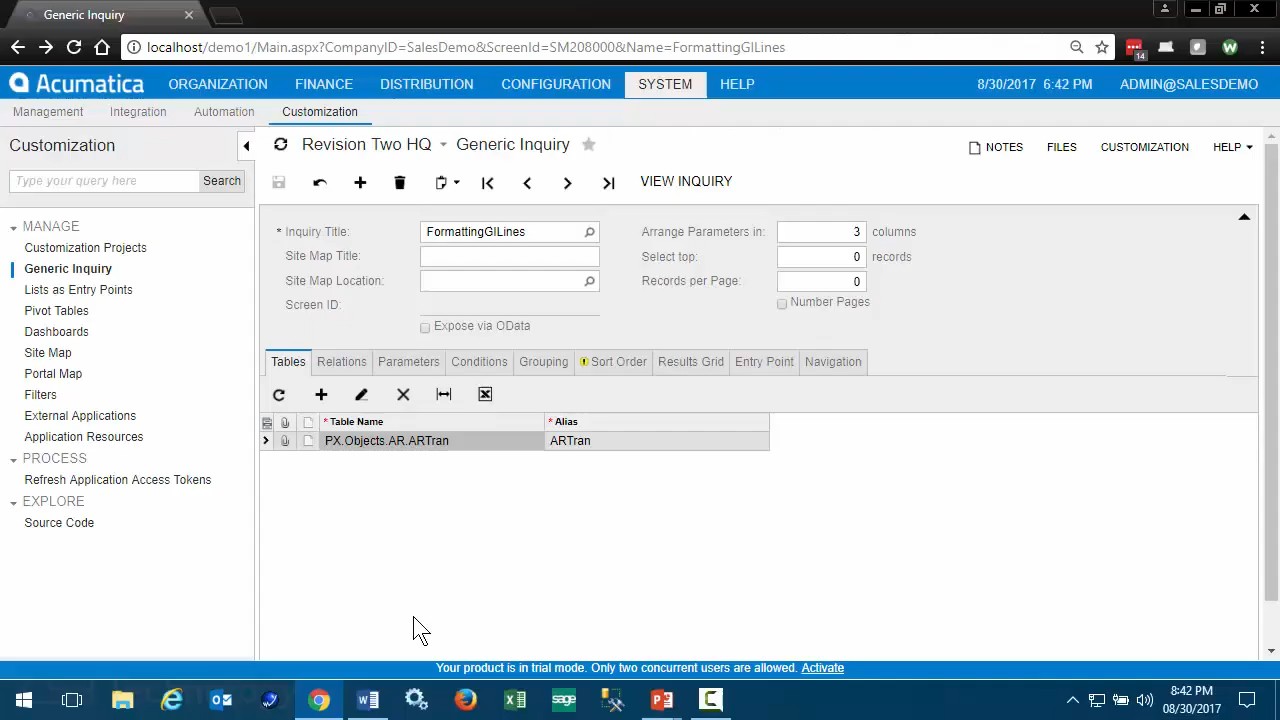 Generic Inquiry
localhost/demo1/Main.aspx?CompanyID=SalesDemo&ScreenId=SM208000&Name=FormattingGILines
14
W
Acumatica
ORGANIZATION FINANCE DISTRIBUTION CONFIGURATION SYSTEM HELP 8/30/2017 6:42 PM ADMIN@SALESDEMO
Management Integration Automation Customization
Customization
Revision Two HQ Generic Inquiry
NOTES FILES CUSTOMIZATION HELP
Type your query here Search
VIEW INQUIRY
MANAGE
Customization Projects
Generic Inquiry
Lists as Entry Points
Pivot Tables
Dashboards
Site Map
Portal Map
Filters
External Applications
Application Resources
PROCESS
Refresh Application Access Tokens
EXPLORE
Source Code
* Inquiry Title: FormattingGILines
Site Map Title:
Site Map Location:
Screen ID:
Expose via OData
Arrange Parameters in: 3 columns
Select top: 0 records
Records per Page: 0
Number Pages
Tables Relations Parameters Conditions Grouping Sort Order Results Grid Entry Point Navigation
* Table Name * Alias
PX.Objects.AR.ARTran ARTran
Your product is in trial mode. Only two concurrent users are allowed. Activate
sage
8:42 PM
08/30/2017